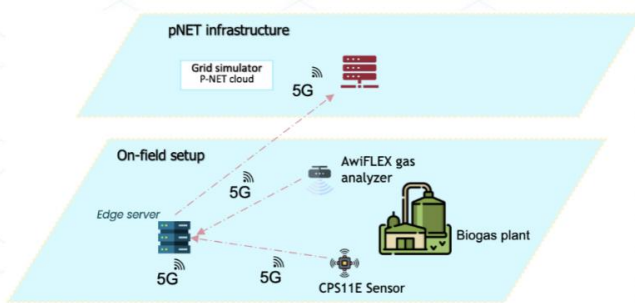 pNET infrastructure
Grid simulator
P-NET cloud
5G
On-field setup
AwiFLEX gas
analyzer
5G
Edge server
Biogas plant
5G
5G
CPS11E Sensor